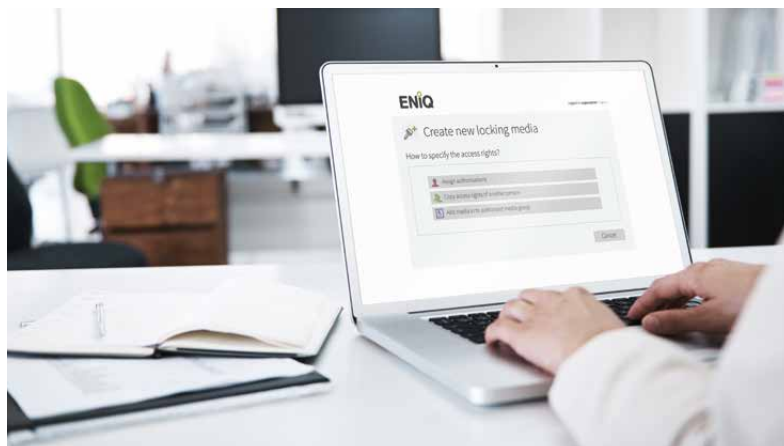 ENiQ
Create new locking media
How to specify the access rights?
Assign authorisations
Copy access rights of another person
Add media into authorised media group
Cancel